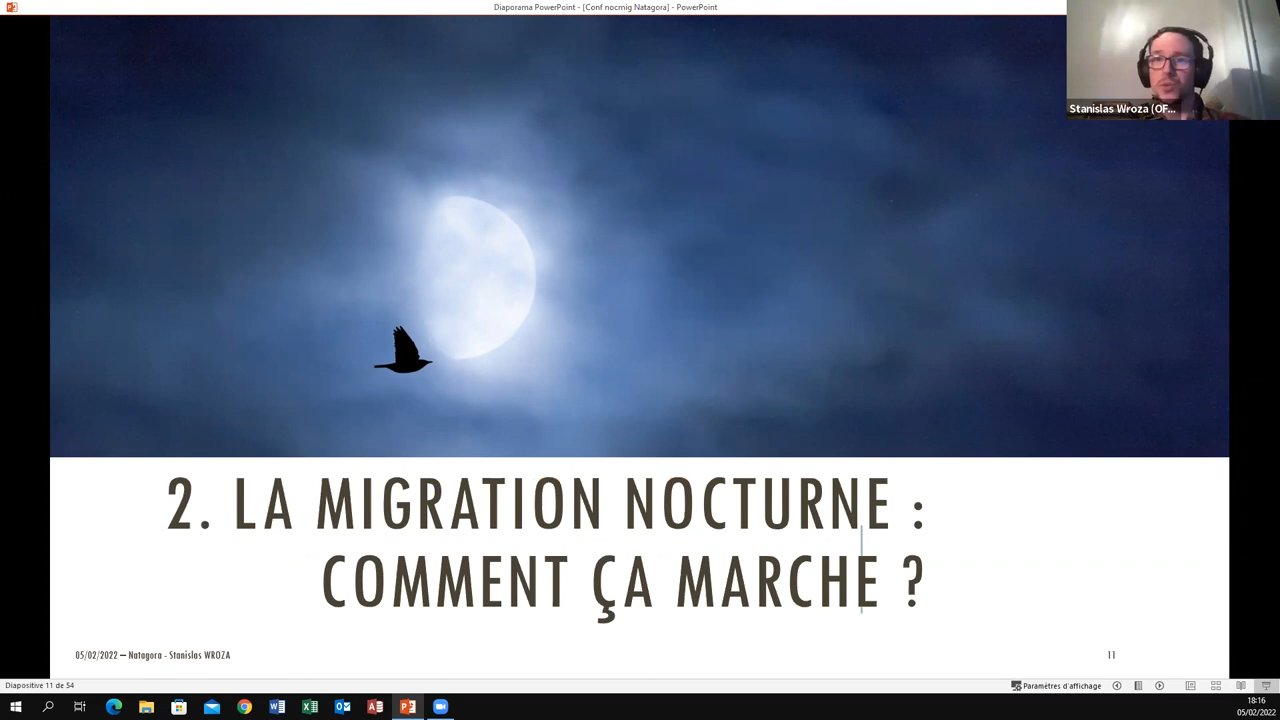 Diaporama PowerPoint - [Conf nocmig Natagora] - PowerPoint
Stanislas Wroza (OF...
2. LA MIGRATION NOCTURNE :
COMMENT ÇA MARCHE ?
05/02/2022 – Natagora - Stanislas WROZA
11
Diapositive 11 de 54
Paramètres d'affichage
18:16
05/02/2022